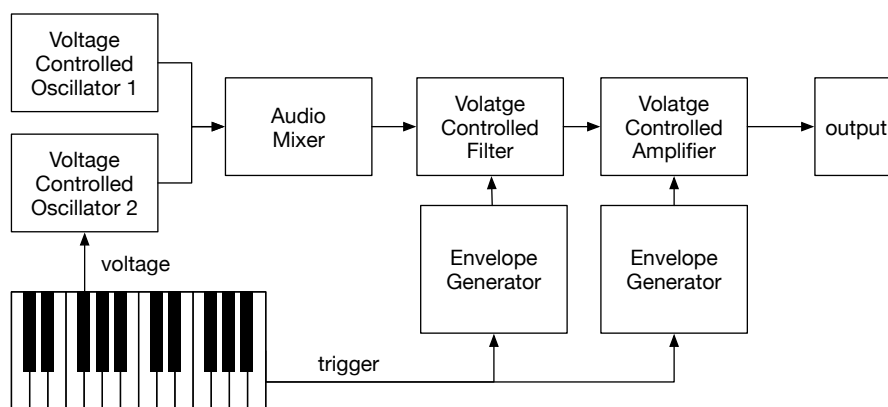 Voltage
Controlled
Oscillator 1
Voltage
Controlled
Oscillator 2
Audio
Mixer
Volatge
Controlled
Filter
Volatge
Controlled
Amplifier
output
voltage
Envelope
Generator
Envelope
Generator
trigger